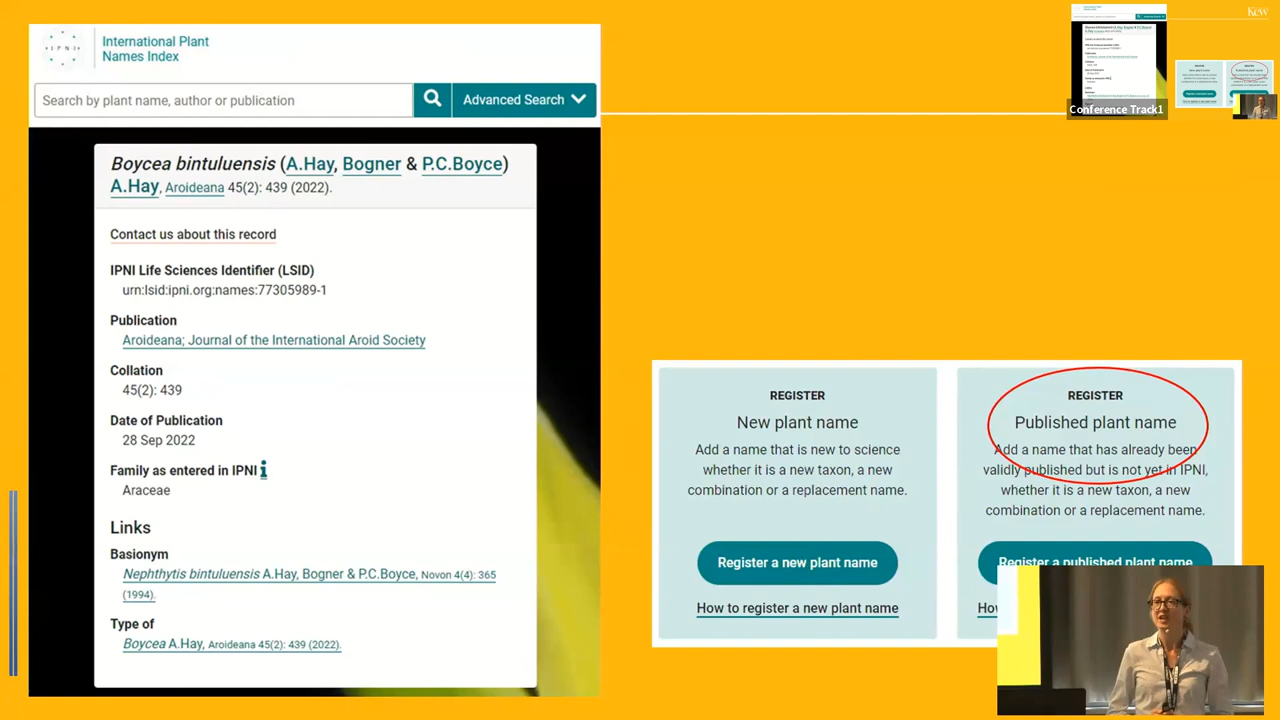 IPNI
International Plant
Names Index
Search by plant name, author or publication
Advanced Search
Boycea bintuluensis (A.Hay, Bogner & P.C.Boyce)
A.Hay, Aroideana 45(2): 439 (2022).
Contact us about this record
IPNI Life Sciences Identifier (LSID)
urn:lsid:ipni.org:names:77305989-1
Publication
Aroideana; Journal of the International Aroid Society
Collation
45(2): 439
Date of Publication
28 Sep 2022
Family as entered in IPNI i
Araceae
Links
Basionym
Nephthytis bintuluensis A.Hay, Bogner & P.C.Boyce, Novon 4(4): 365
(1994).
Type of
Boycea A.Hay, Aroideana 45(2): 439 (2022).
Kew
Conference Track1
REGISTER
New plant name
Add a name that is new to science
whether it is a new taxon, a new
combination or a replacement name.
Register a new plant name
How to register a new plant name
REGISTER
Published plant name
Add a name that has already been
validly published but is not yet in IPNI,
whether it is a new taxon, a new
combination or a replacement name.
Register a published plant name